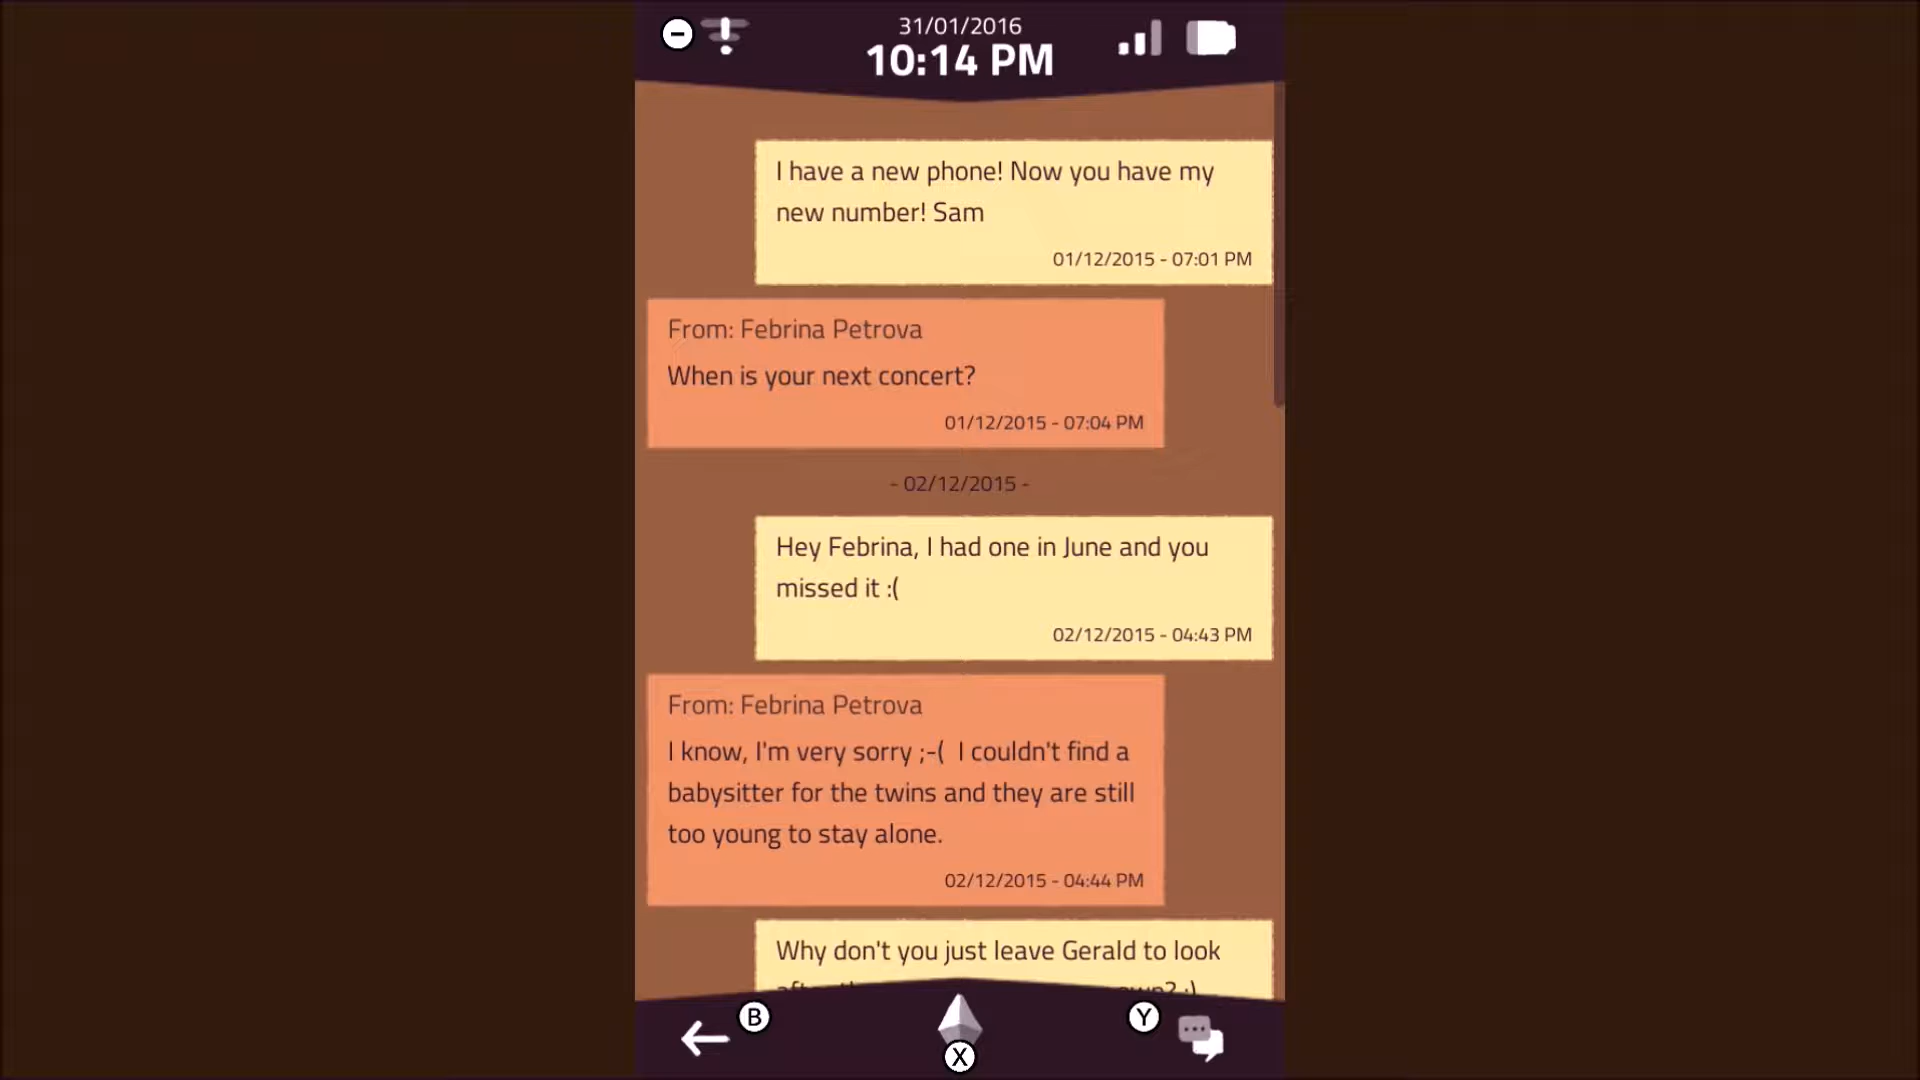 31/01/2016
10:14 PM
I have a new phone! Now you have my
new number! Sam
01/12/2015 - 07:01 PM
From: Febrina Petrova
When is your next concert?
01/12/2015 - 07:04 PM
- 02/12/2015 -
Hey Febrina, I had one in June and you
missed it :(
02/12/2015 - 04:43 PM
From: Febrina Petrova
I know, I'm very sorry ;-(  I couldn't find a
babysitter for the twins and they are still
too young to stay alone.
02/12/2015 - 04:44 PM
Why don't you just leave Gerald to look
B
Y
X